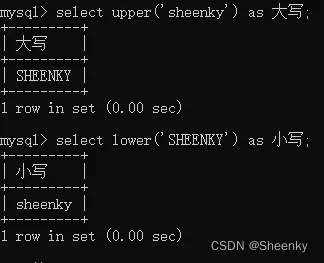 mysql> select upper('sheenky') as 大写;
+---------+
| 大写    |
+---------+
| SHEENKY |
+---------+
1 row in set (0.00 sec)
mysql> select lower('SHEENKY') as 小写;
+---------+
| 小写    |
+---------+
| sheenky |
+---------+
1 row in set (0.00 sec)
CSDN @Sheenky